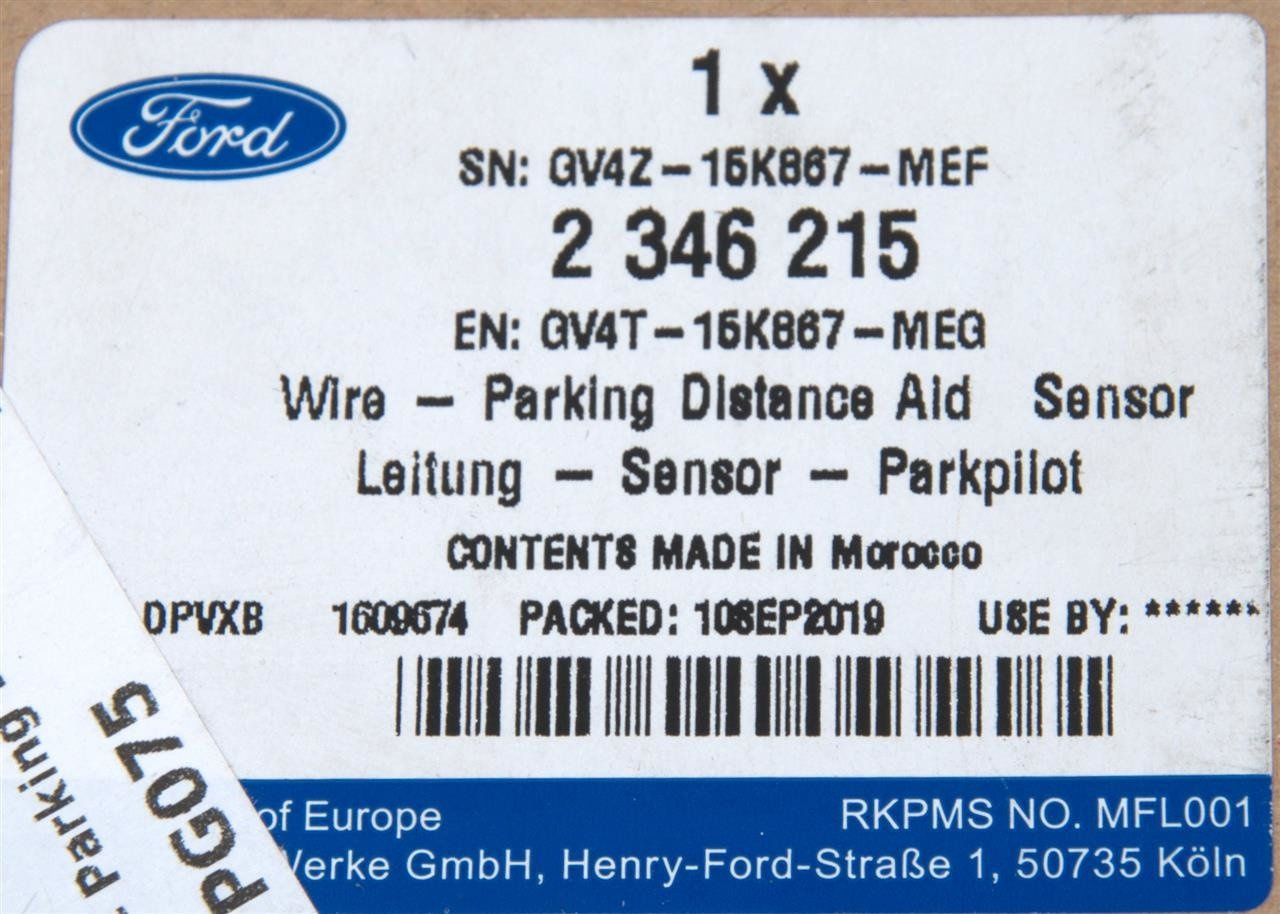 Ford
1 x
SN: GV4Z-15K867-MEF
2 346 215
EN: GV4T-15K867-MEG
Wire - Parking Distance Aid Sensor
Leitung - Sensor - Parkpilot
CONTENTS MADE IN Morocco
DPVXB 1609674 PACKED: 10SEP2019 USE BY: ******
of Europe RKPMS NO. MFL001
Werke GmbH, Henry-Ford-Straße 1, 50735 Köln
PG075
Parking